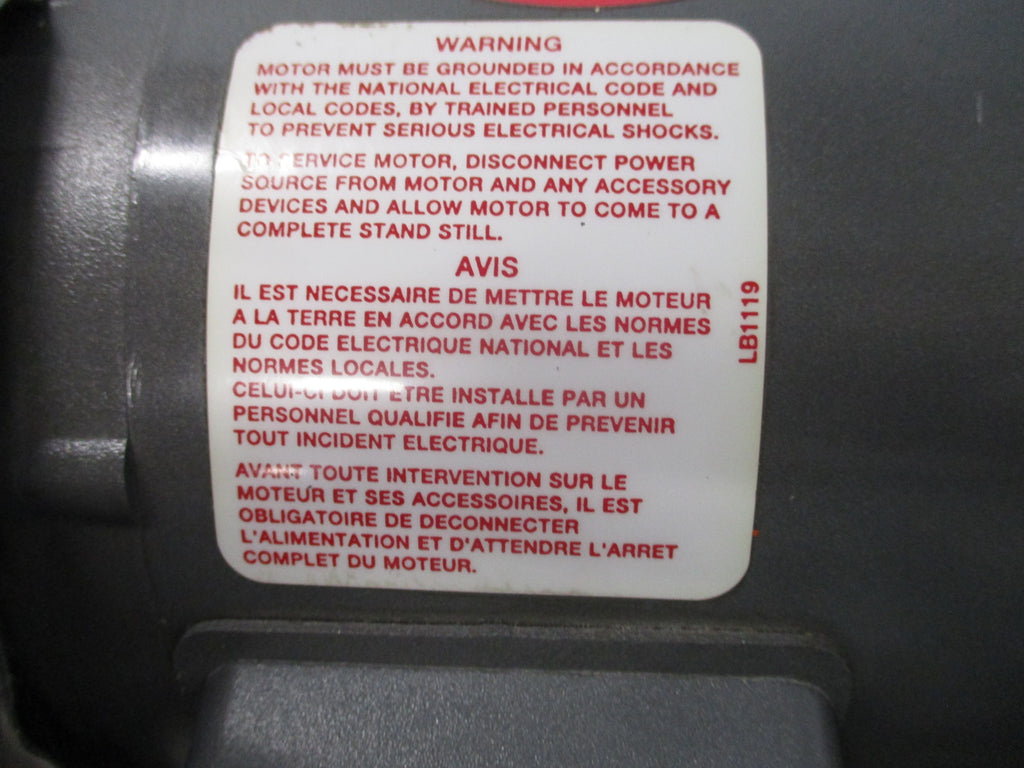 WARNING
MOTOR MUST BE GROUNDED IN ACCORDANCE
WITH THE NATIONAL ELECTRICAL CODE AND
LOCAL CODES, BY TRAINED PERSONNEL
TO PREVENT SERIOUS ELECTRICAL SHOCKS.
TO SERVICE MOTOR, DISCONNECT POWER
SOURCE FROM MOTOR AND ANY ACCESSORY
DEVICES AND ALLOW MOTOR TO COME TO A
COMPLETE STAND STILL.
AVIS
IL EST NECESSAIRE DE METTRE LE MOTEUR
A LA TERRE EN ACCORD AVEC LES NORMES
DU CODE ELECTRIQUE NATIONAL ET LES
NORMES LOCALES.
CELUI-CI DOIT ETRE INSTALLE PAR UN
PERSONNEL QUALIFIE AFIN DE PREVENIR
TOUT INCIDENT ELECTRIQUE.
AVANT TOUTE INTERVENTION SUR LE
MOTEUR ET SES ACCESSOIRES, IL EST
OBLIGATOIRE DE DECONNECTER
L'ALIMENTATION ET D'ATTENDRE L'ARRET
COMPLET DU MOTEUR.
LB1119